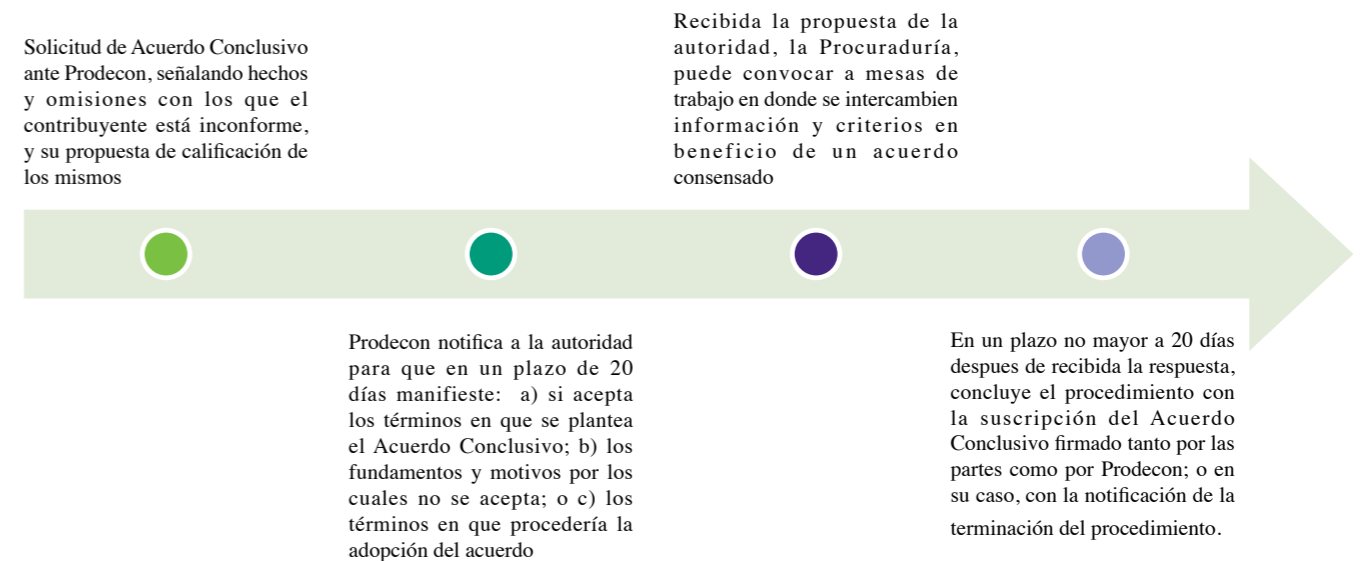 Solicitud de Acuerdo Conclusivo
ante Prodecon, señalando hechos
y omisiones con los que el
contribuyente está inconforme,
y su propuesta de calificación de
los mismos
Prodecon notifica a la autoridad
para que en un plazo de 20
días manifieste: a) si acepta
los términos en que se plantea
el Acuerdo Conclusivo; b) los
fundamentos y motivos por los
cuales no se acepta; o c) los
términos en que procedería la
adopción del acuerdo
Recibida la propuesta de la
autoridad, la Procuraduría,
puede convocar a mesas de
trabajo en donde se intercambien
información y criterios en
beneficio de un acuerdo
consensado
En un plazo no mayor a 20 días
despues de recibida la respuesta,
concluye el procedimiento con
la suscripción del Acuerdo
Conclusivo firmado tanto por las
partes como por Prodecon; o en
su caso, con la notificación de la
terminación del procedimiento.